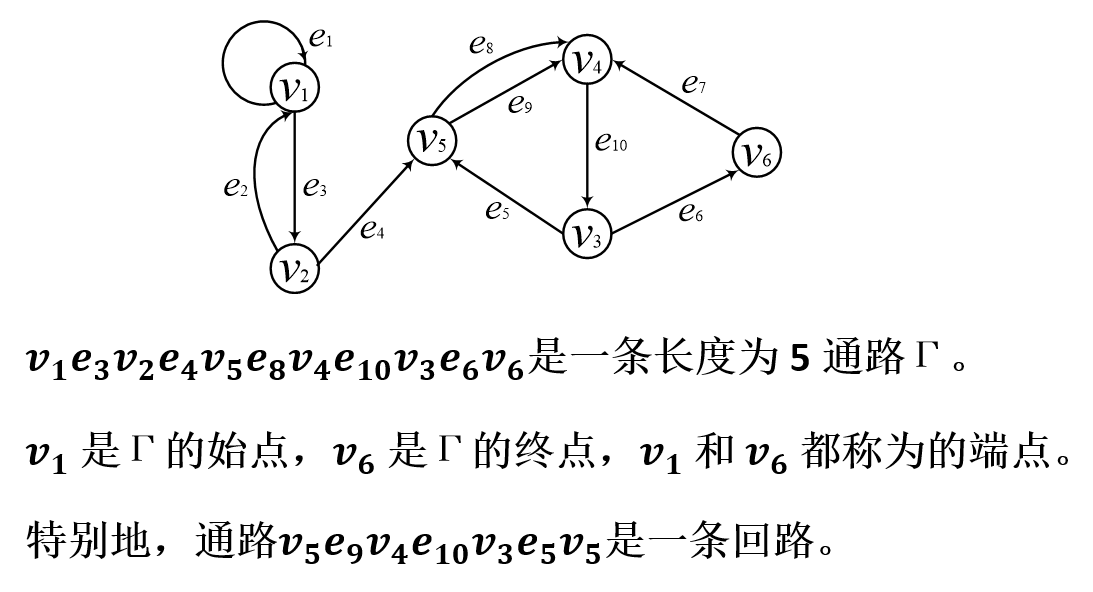 e₁
e₈
v₄
v₁
e₇
e₉
v₅
e₁₀
v₆
e₂
e₃
e₅
e₆
e₄
v₃
v₂
v₁e₃v₂e₄v₅e₈v₄e₁₀v₃e₆v₆是一条长度为 5 通路Γ。
v₁ 是Γ的始点，v₆ 是Γ的终点，v₁ 和 v₆ 都称为的端点。
特别地，通路v₅e₉v₄e₁₀v₃e₅v₅是一条回路。